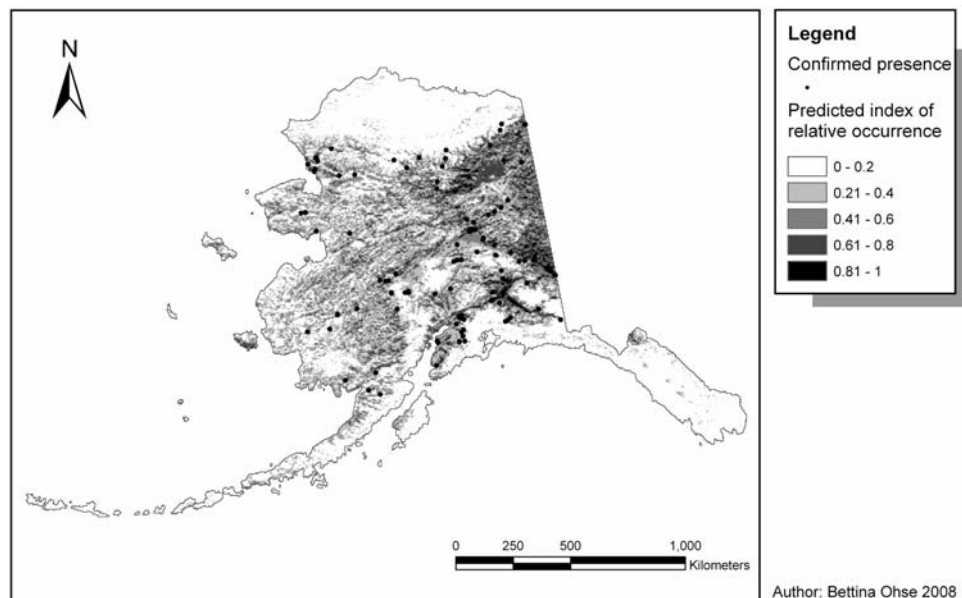 N
Legend
Confirmed presence
Predicted index of
relative occurrence
0 - 0.2
0.21 - 0.4
0.41 - 0.6
0.61 - 0.8
0.81 - 1
0 250 500 1,000
Kilometers
Author: Bettina Ohse 2008